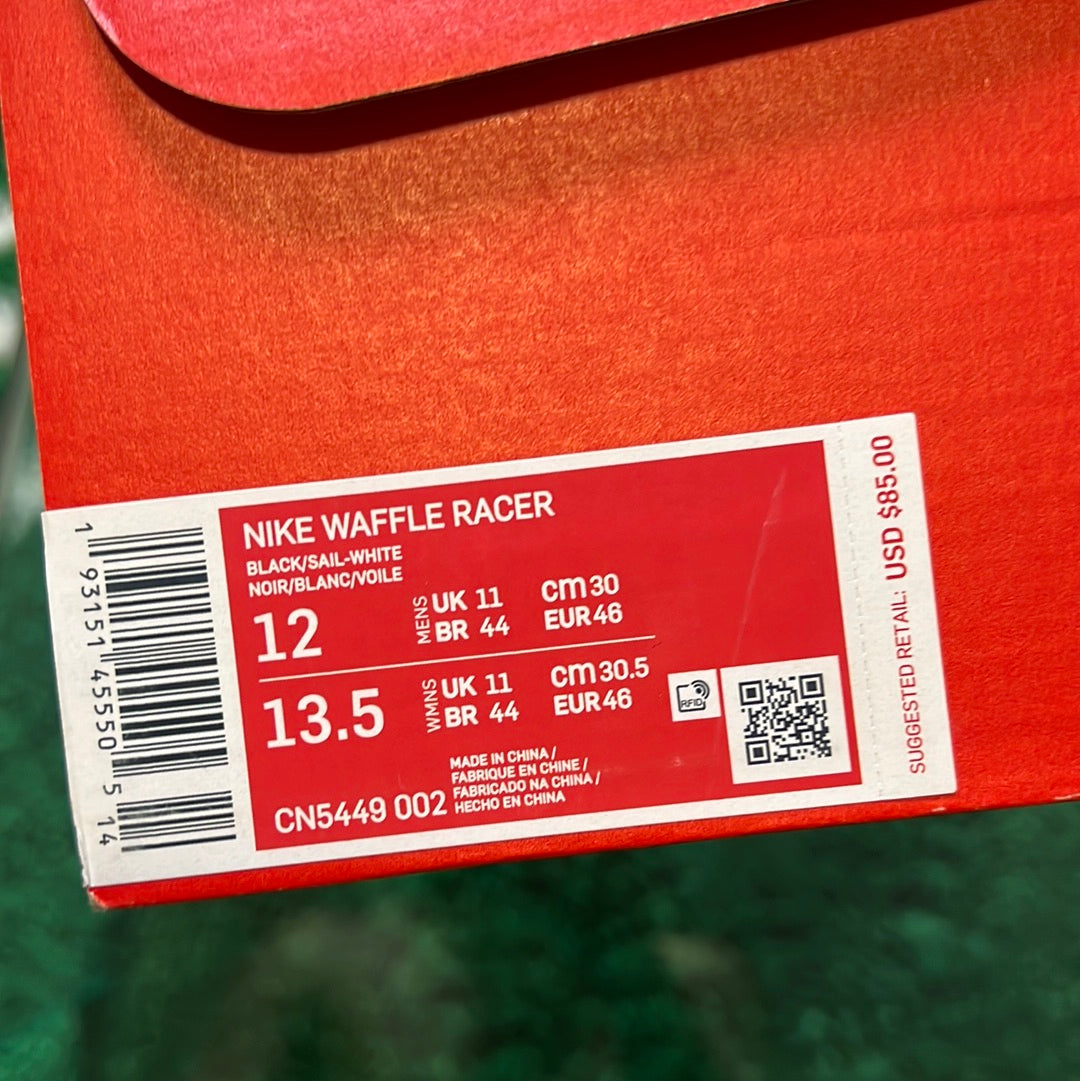 NIKE WAFFLE RACER
BLACK/SAIL-WHITE
NOIR/BLANC/VOILE
12
MENS
UK 11 cm 30
BR 44 EUR 46
13.5
WMNS
UK 11 cm 30.5
BR 44 EUR 46
RFID
MADE IN CHINA /
FABRIQUE EN CHINE /
FABRICADO NA CHINA /
HECHO EN CHINA
CN5449 002
1 93151 45550 5 14
SUGGESTED RETAIL: USD $85.00